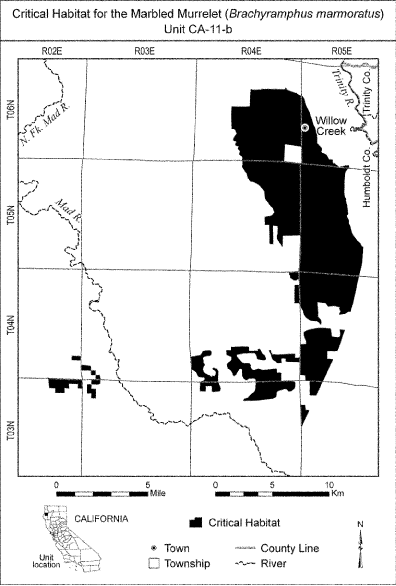 Critical Habitat for the Marbled Murrelet (Brachyramphus marmoratus)
Unit CA-11-b
R02E R03E R04E R05E
T06N
N. Fk. Mad R.
Trinity R.
Trinity Co.
Willow
Creek
Humboldt Co.
T05N
Mad R.
T04N
T03N
0 5
Mile
0 5 10
Km
CALIFORNIA
Unit
location
Critical Habitat
Town
County Line
Township
River
N